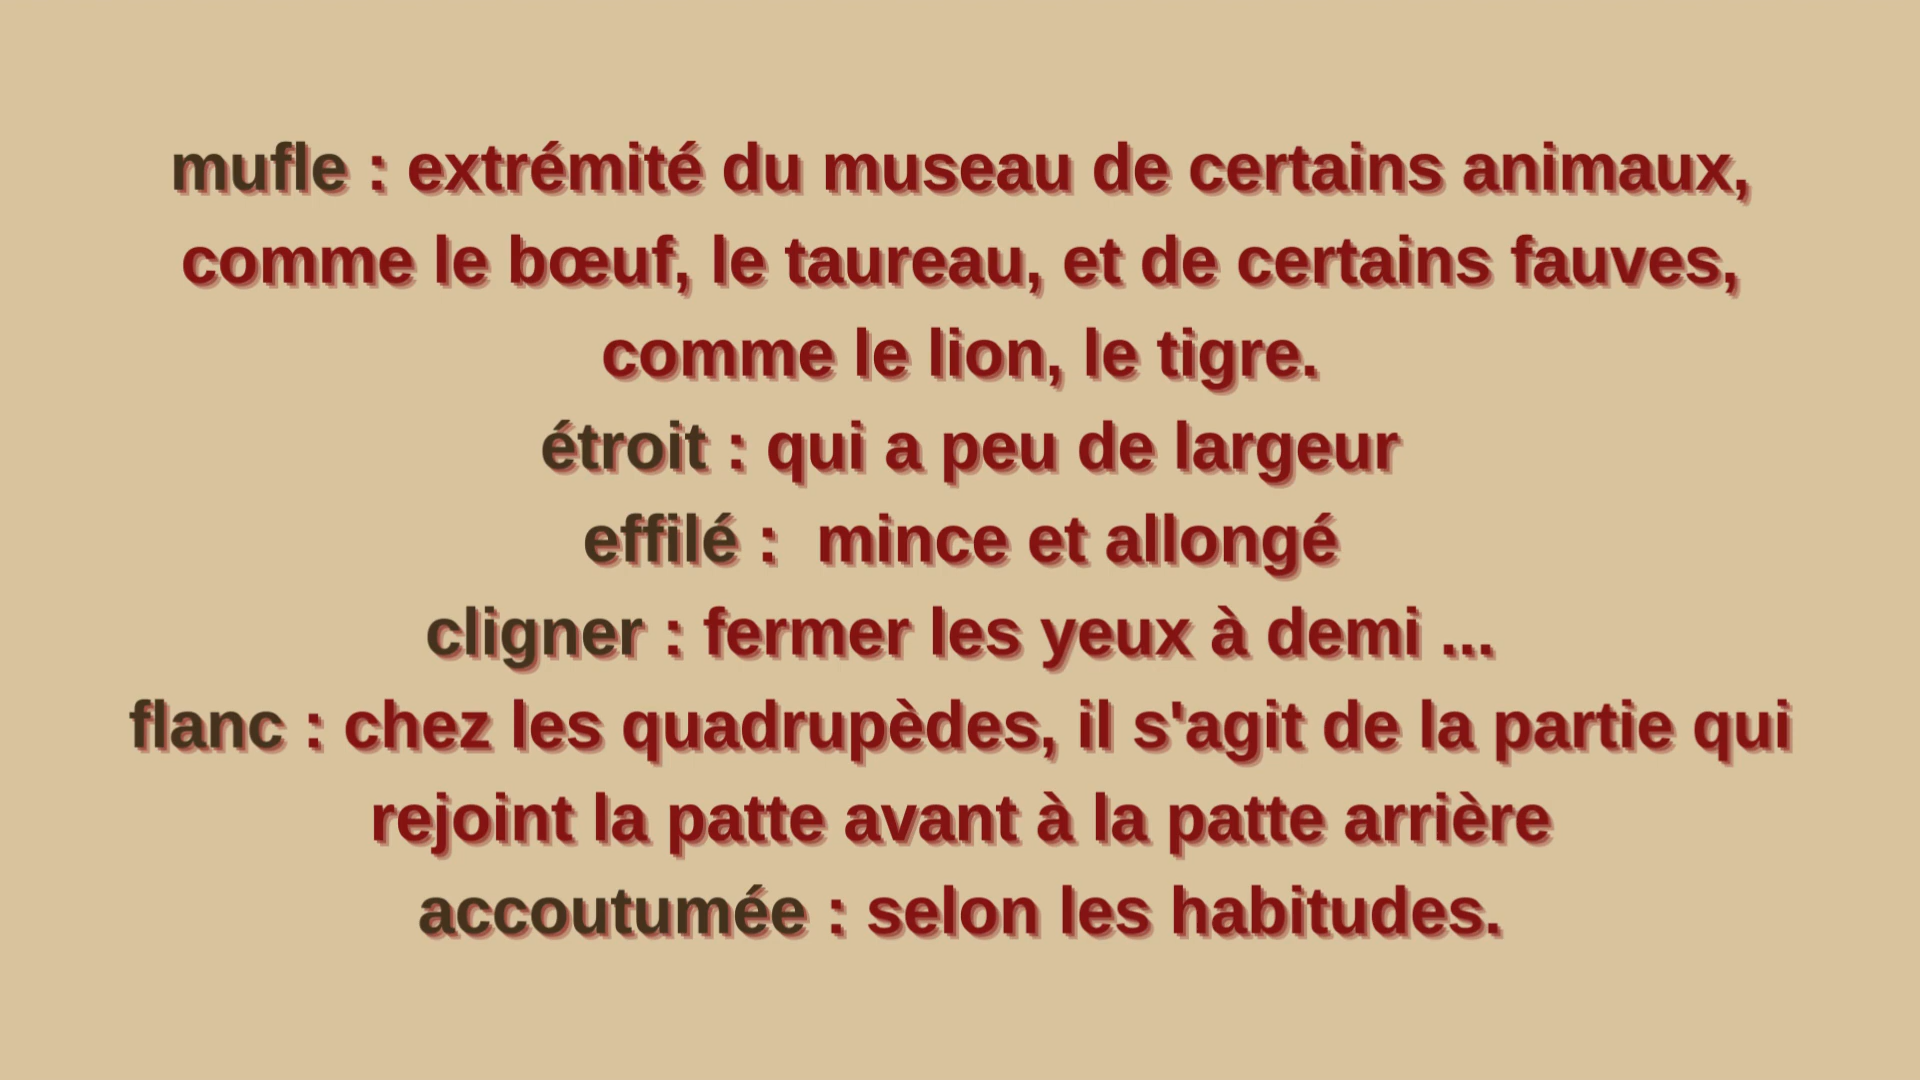 mufle : extrémité du museau de certains animaux,
comme le bœuf, le taureau, et de certains fauves,
comme le lion, le tigre.
étroit : qui a peu de largeur
effilé :  mince et allongé
cligner : fermer les yeux à demi ...
flanc : chez les quadrupèdes, il s'agit de la partie qui
rejoint la patte avant à la patte arrière
accoutumée : selon les habitudes.